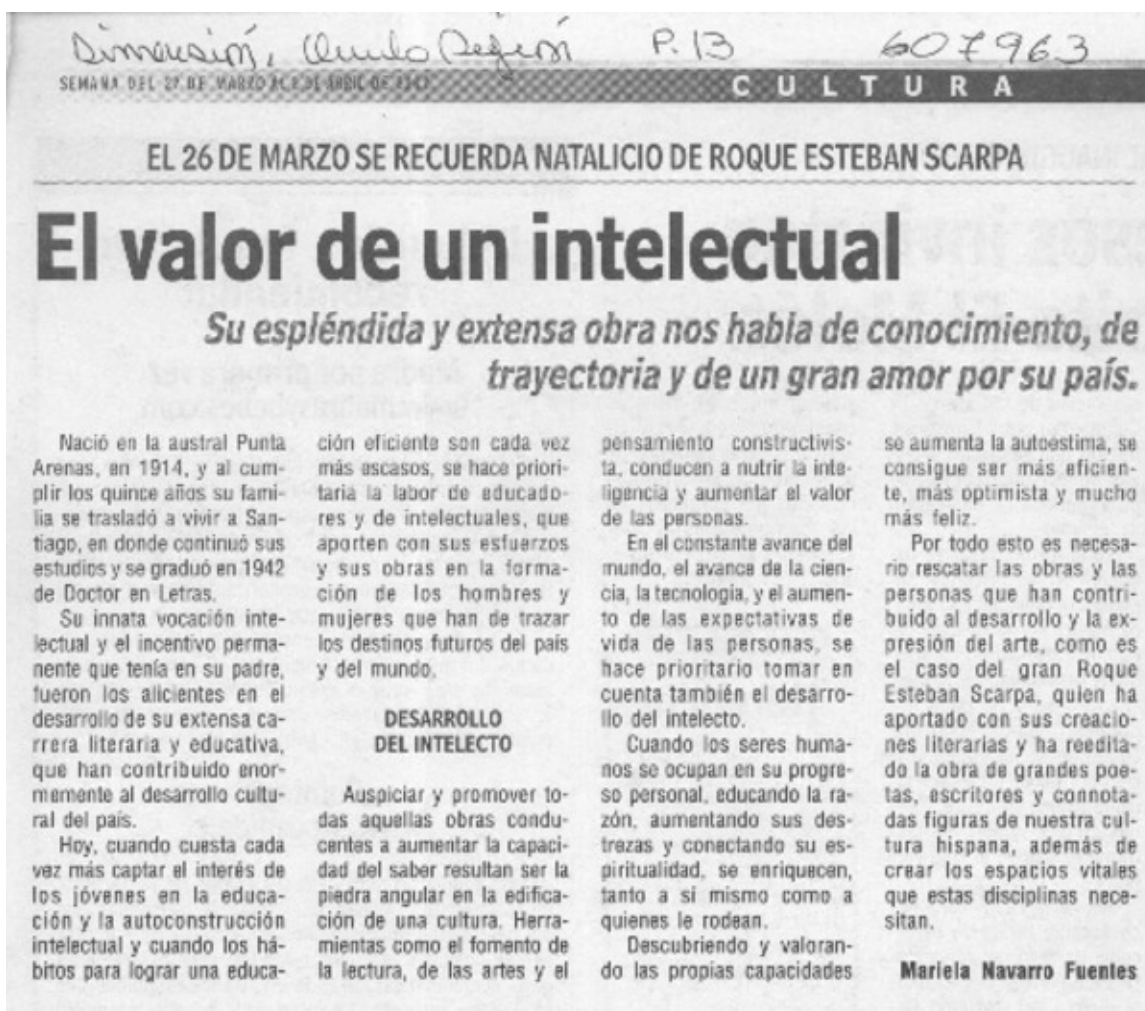 Dimensión, Quinta Región P. 13 607963
SEMANA DEL 27 DE MARZO AL 2 DE ABRIL DE
CULTURA
EL 26 DE MARZO SE RECUERDA NATALICIO DE ROQUE ESTEBAN SCARPA
El valor de un intelectual
Su espléndida y extensa obra nos habla de conocimiento, de
trayectoria y de un gran amor por su país.
Nació en la austral Punta
Arenas, en 1914, y al cum-
plir los quince años su fami-
lia se trasladó a vivir a San-
tiago, en donde continuó sus
estudios y se graduó en 1942
de Doctor en Letras.
Su innata vocación inte-
lectual y el incentivo perma-
nente que tenía en su padre,
fueron los alicientes en el
desarrollo de su extensa ca-
rrera literaria y educativa,
que han contribuido enor-
memente al desarrollo cultu-
ral del país.
Hoy, cuando cuesta cada
vez más captar el interés de
los jóvenes en la educa-
ción y la autoconstrucción
intelectual y cuando los há-
bitos para lograr una educa-
ción eficiente son cada vez
más escasos, se hace priori-
taria la labor de educado-
res y de intelectuales, que
aporten con sus esfuerzos
y sus obras en la forma-
ción de los hombres y
mujeres que han de trazar
los destinos futuros del país
y del mundo.
DESARROLLO
DEL INTELECTO
Auspiciar y promover to-
das aquellas obras condu-
centes a aumentar la capaci-
dad del saber resultan ser la
piedra angular en la edifica-
ción de una cultura. Herra-
mientas como el fomento de
la lectura, de las artes y el
pensamiento constructivis-
ta, conducen a nutrir la inte-
ligencia y aumentar el valor
de las personas.
En el constante avance del
mundo, el avance de la cien-
cia, la tecnología, y el aumen-
to de las expectativas de
vida de las personas, se
hace prioritario tomar en
cuenta también el desarro-
llo del intelecto.
Cuando los seres huma-
nos se ocupan en su progre-
so personal, educando la ra-
zón, aumentando sus des-
trezas y conectando su es-
piritualidad, se enriquecen,
tanto a sí mismo como a
quienes le rodean.
Descubriendo y valoran-
do las propias capacidades
se aumenta la autoestima, se
consigue ser más eficien-
te, más optimista y mucho
más feliz.
Por todo esto es necesa-
rio rescatar las obras y las
personas que han contri-
buido al desarrollo y la ex-
presión del arte, como es
el caso del gran Roque
Esteban Scarpa, quien ha
aportado con sus creacio-
nes literarias y ha reedita-
do la obra de grandes poe-
tas, escritores y connota-
das figuras de nuestra cul-
tura hispana, además de
crear los espacios vitales
que estas disciplinas nece-
sitan.
Mariela Navarro Fuentes